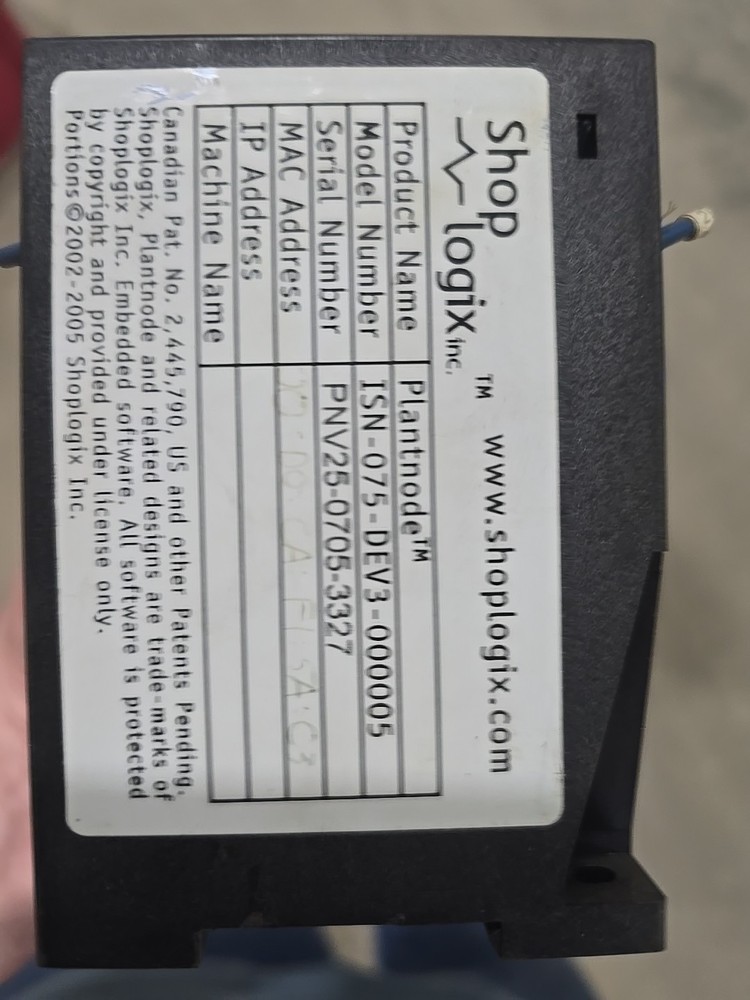 Shop logix inc. ™ www.shoplogix.com
Product Name Plantnode™
Model Number ISN-075-DEV3-000005
Serial Number PNV25-0705-3327
MAC Address
IP Address
Machine Name
Canadian Pat. No. 2,445,790, US and other Patents Pending.
Shoplogix, Plantnode and related designs are trade-marks of
Shoplogix Inc. Embedded software. All software is protected
by copyright and provided under license only.
Portions©2002-2005 Shoplogix Inc.